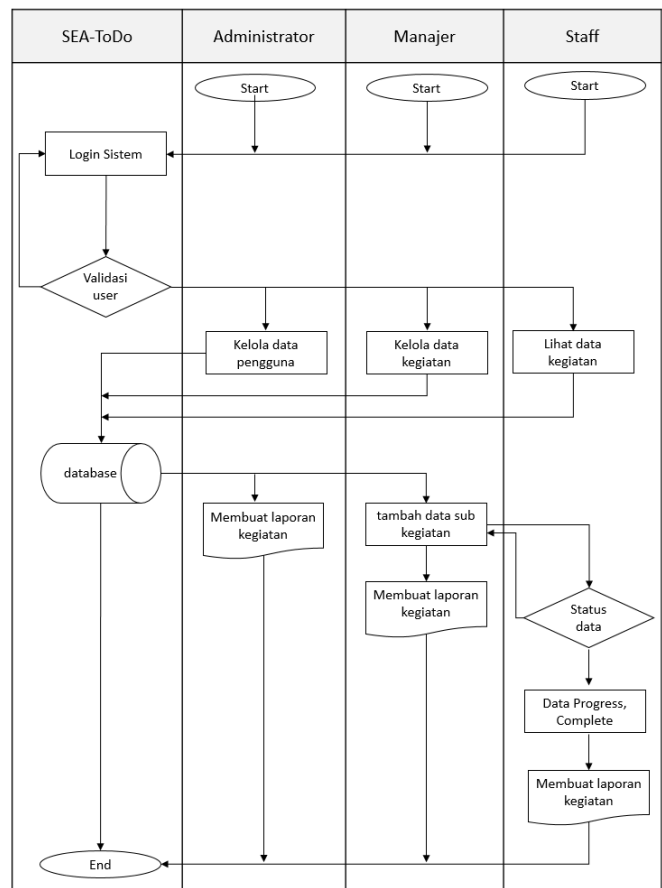 SEA-ToDo
Administrator
Manajer
Staff
Start
Start
Start
Login Sistem
Validasi
user
Kelola data
pengguna
Kelola data
kegiatan
Lihat data
kegiatan
database
Membuat laporan
kegiatan
tambah data sub
kegiatan
Membuat laporan
kegiatan
Status
data
Data Progress,
Complete
Membuat laporan
kegiatan
End